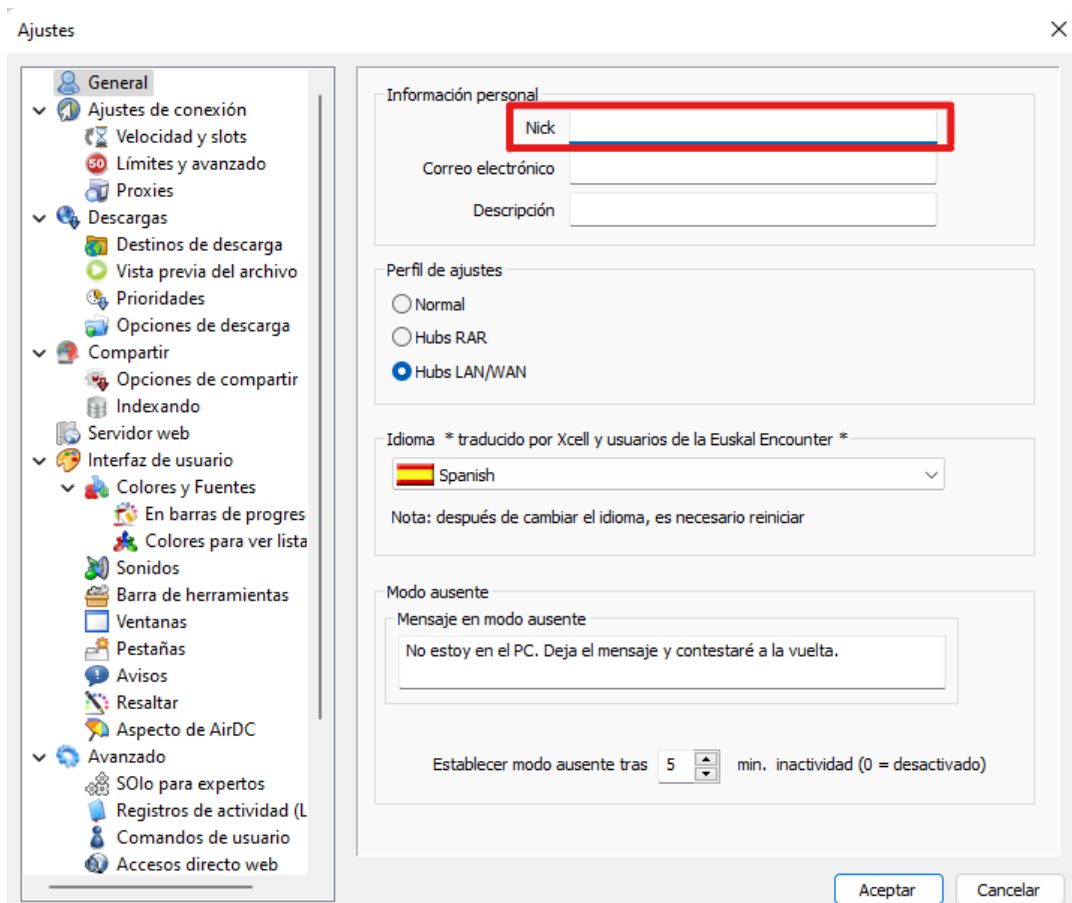 Ajustes
General
Ajustes de conexión
Velocidad y slots
50
Límites y avanzado
Proxies
Descargas
Destinos de descarga
Vista previa del archivo
Prioridades
Opciones de descarga
Compartir
Opciones de compartir
Indexando
Servidor web
Interfaz de usuario
Colores y Fuentes
En barras de progres
Colores para ver lista
Sonidos
Barra de herramientas
Ventanas
Pestañas
Avisos
Resaltar
Aspecto de AirDC
Avanzado
SOlo para expertos
Registros de actividad (L
Comandos de usuario
Accesos directo web
Información personal
Nick
Correo electrónico
Descripción
Perfil de ajustes
Normal
Hubs RAR
Hubs LAN/WAN
Idioma * traducido por Xcell y usuarios de la Euskal Encounter *
Spanish
Nota: después de cambiar el idioma, es necesario reiniciar
Modo ausente
Mensaje en modo ausente
No estoy en el PC. Deja el mensaje y contestaré a la vuelta.
Establecer modo ausente tras 5 min. inactividad (0 = desactivado)
Aceptar Cancelar